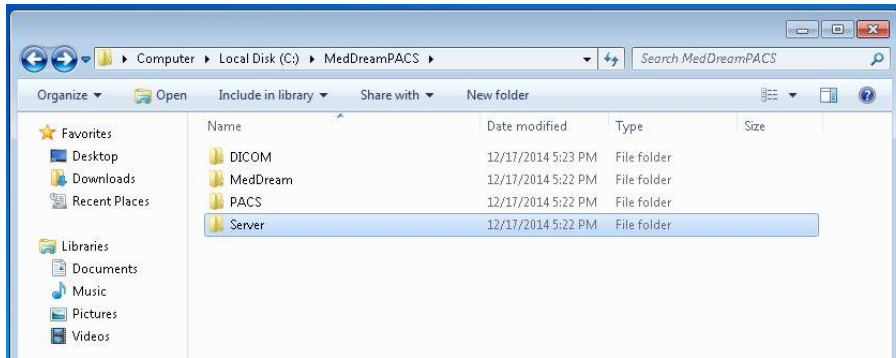 Computer Local Disk (C:) MedDreamPACS Search MedDreamPACS
Organize Open Include in library Share with New folder
Favorites
Desktop
Downloads
Recent Places
Libraries
Documents
Music
Pictures
Videos
Name Date modified Type Size
DICOM 12/17/2014 5:23 PM File folder
MedDream 12/17/2014 5:22 PM File folder
PACS 12/17/2014 5:22 PM File folder
Server 12/17/2014 5:22 PM File folder